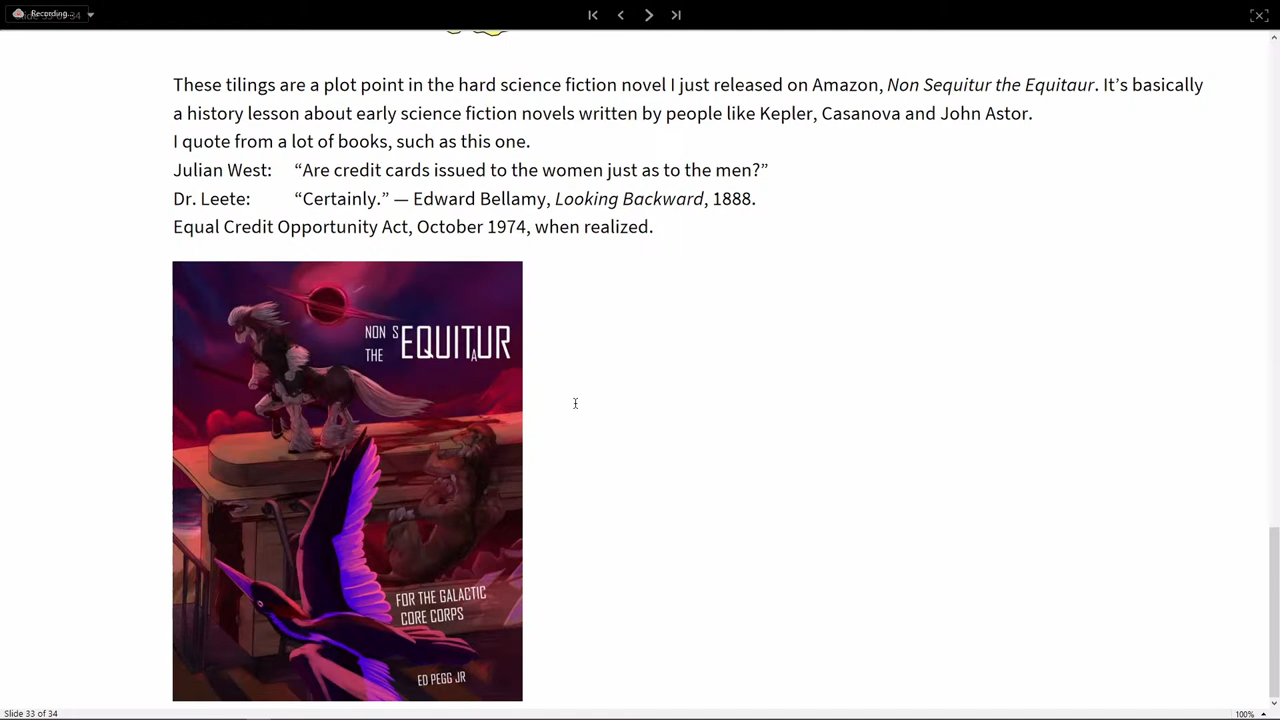 Recording...
These tilings are a plot point in the hard science fiction novel I just released on Amazon, Non Sequitur the Equitaur. It’s basically
a history lesson about early science fiction novels written by people like Kepler, Casanova and John Astor.
I quote from a lot of books, such as this one.
Julian West: “Are credit cards issued to the women just as to the men?”
Dr. Leete: “Certainly.” — Edward Bellamy, Looking Backward, 1888.
Equal Credit Opportunity Act, October 1974, when realized.
NON SEQUITUR
THE EQUITAUR
FOR THE GALACTIC
CORE CORPS
ED PEGG JR
Slide 33 of 34
100%